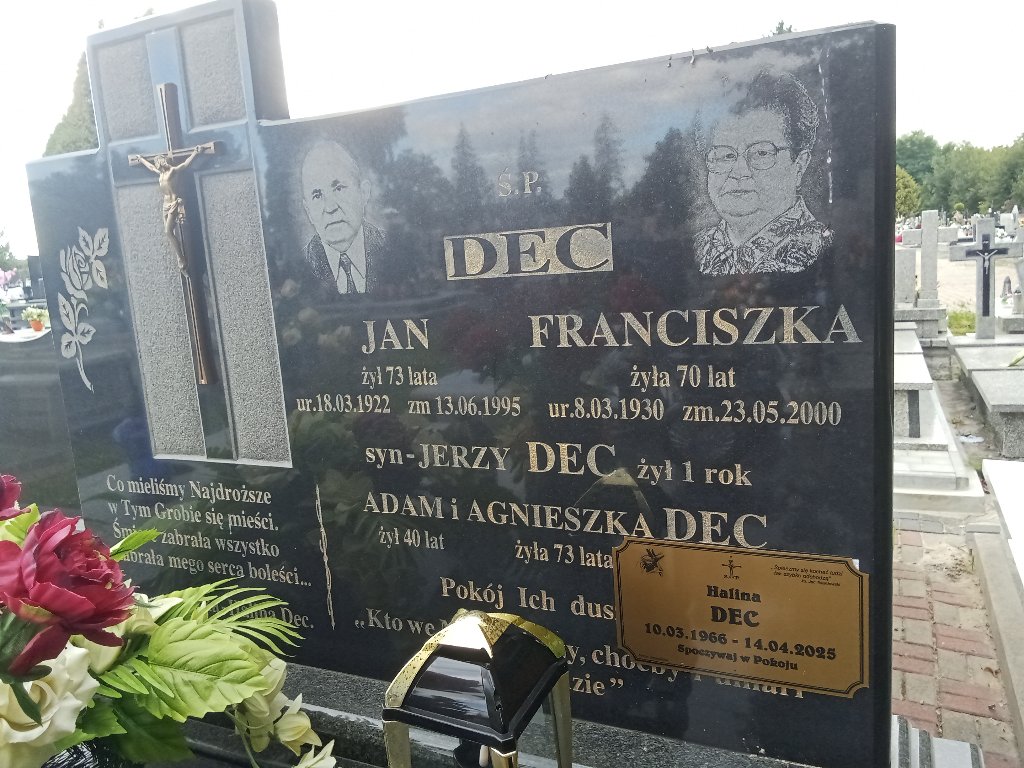 Ś.P.
DEC
JAN
żył 73 lata
ur.18.03.1922 zm 13.06.1995
FRANCISZKA
żyła 70 lat
ur.8.03.1930 zm.23.05.2000
syn-JERZY DEC żył 1 rok
ADAM i AGNIESZKA DEC
żył 40 lat żyła 73 lata
Pokój Ich
„Kto we
choćby
Co mieliśmy Najdroższe
w Tym Grobie się mieści.
zabrała wszystko
zabrała mego serca boleści...
Dec.
Halina
DEC
10.03.1966 - 14.04.2025
Spoczywaj w Pokoju